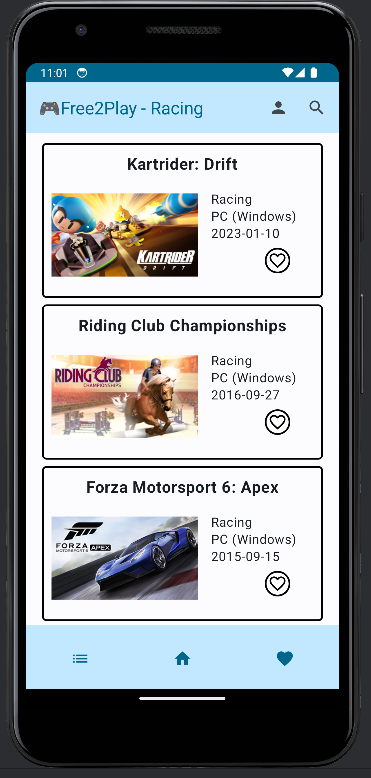 11:01
Free2Play - Racing
Kartrider: Drift
Racing
PC (Windows)
2023-01-10
KARTRIDER
DRIFT
Riding Club Championships
Racing
PC (Windows)
2016-09-27
RIDING CLUB
CHAMPIONSHIPS
Forza Motorsport 6: Apex
Racing
PC (Windows)
2015-09-15
FORZA
MOTORSPORT 6 APEX